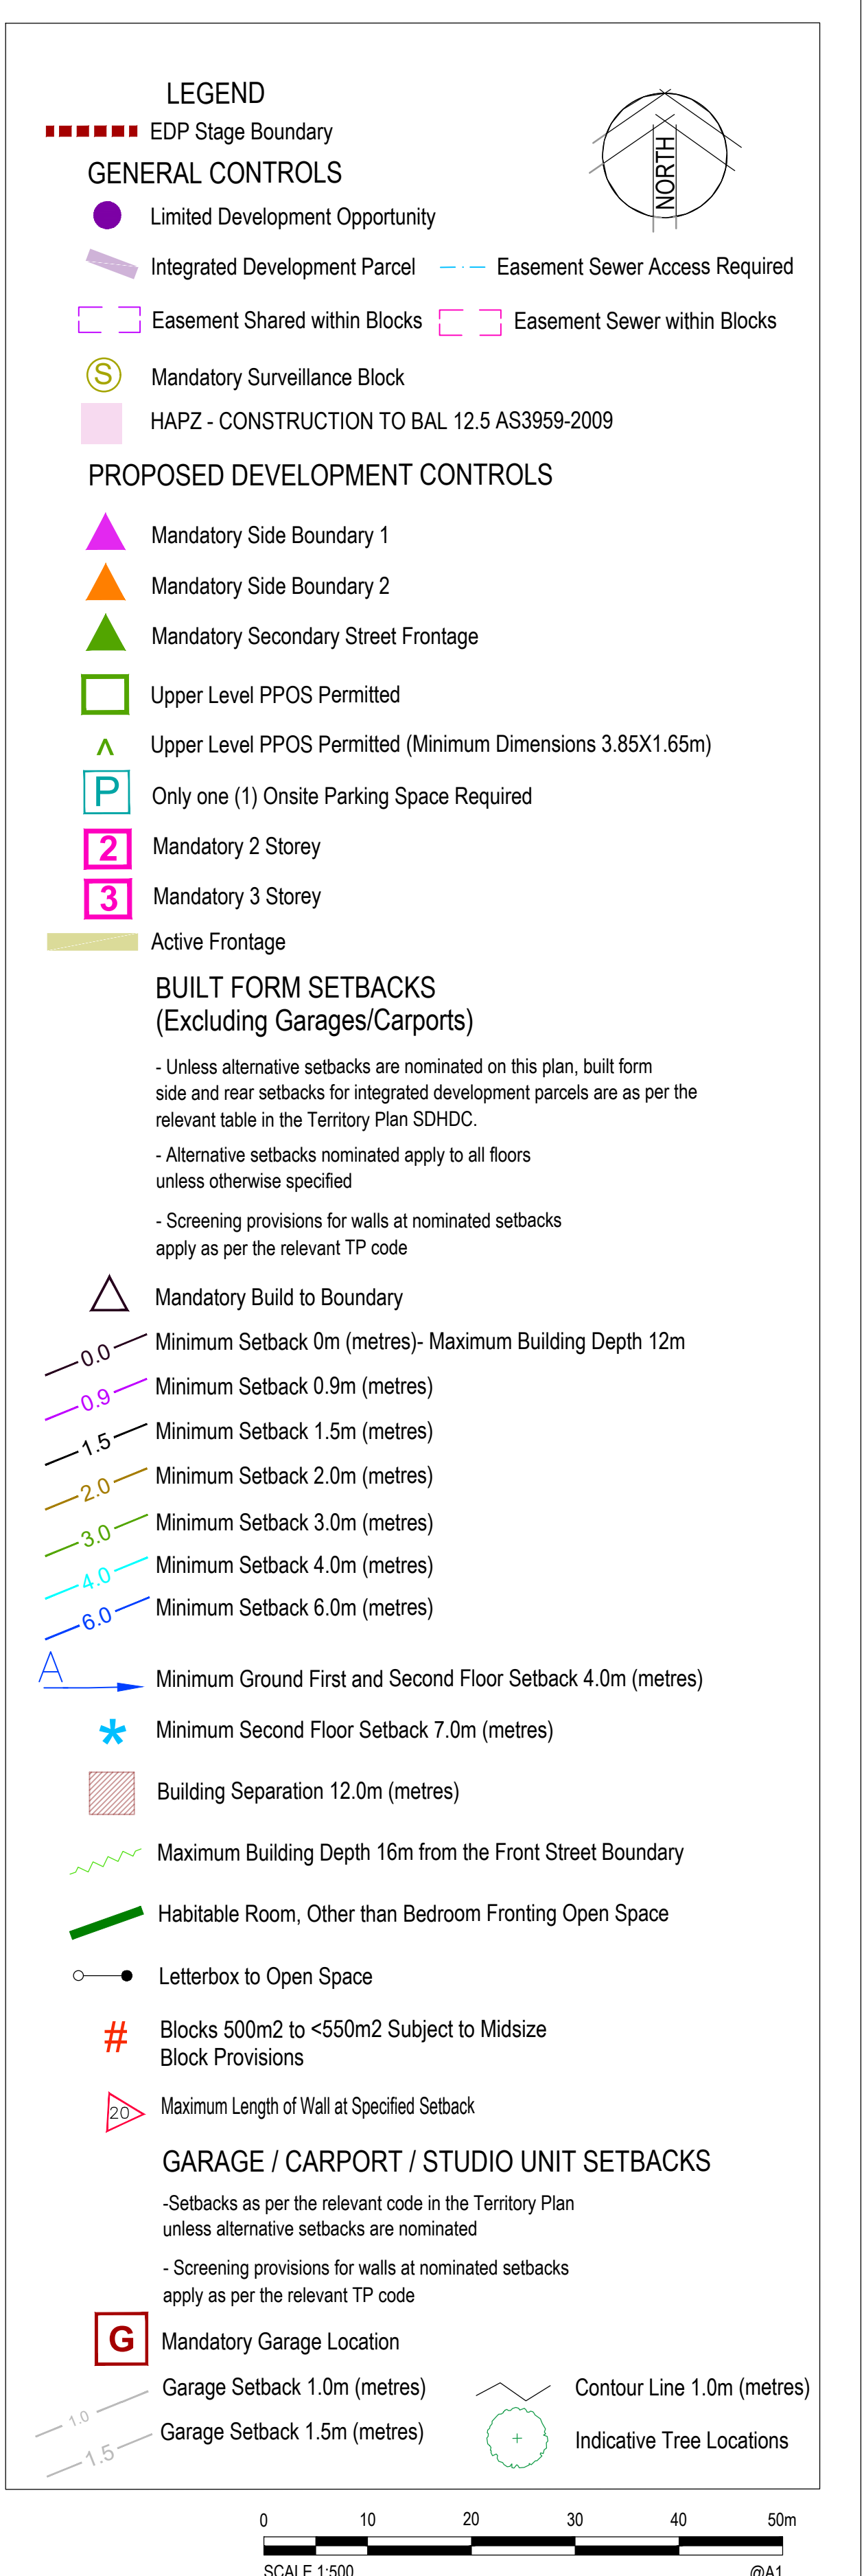 LEGEND
EDP Stage Boundary
NORTH
GENERAL CONTROLS
Limited Development Opportunity
Integrated Development Parcel
Easement Sewer Access Required
Easement Shared within Blocks
Easement Sewer within Blocks
S
Mandatory Surveillance Block
HAPZ - CONSTRUCTION TO BAL 12.5 AS3959-2009
PROPOSED DEVELOPMENT CONTROLS
Mandatory Side Boundary 1
Mandatory Side Boundary 2
Mandatory Secondary Street Frontage
Upper Level PPOS Permitted
^ Upper Level PPOS Permitted (Minimum Dimensions 3.85X1.65m)
P Only one (1) Onsite Parking Space Required
2 Mandatory 2 Storey
3 Mandatory 3 Storey
Active Frontage
BUILT FORM SETBACKS
(Excluding Garages/Carports)
- Unless alternative setbacks are nominated on this plan, built form
side and rear setbacks for integrated development parcels are as per the
relevant table in the Territory Plan SDHDC.
- Alternative setbacks nominated apply to all floors
unless otherwise specified
- Screening provisions for walls at nominated setbacks
apply as per the relevant TP code
Mandatory Build to Boundary
0.0 Minimum Setback 0m (metres)- Maximum Building Depth 12m
0.9 Minimum Setback 0.9m (metres)
1.5 Minimum Setback 1.5m (metres)
2.0 Minimum Setback 2.0m (metres)
3.0 Minimum Setback 3.0m (metres)
4.0 Minimum Setback 4.0m (metres)
6.0 Minimum Setback 6.0m (metres)
A Minimum Ground First and Second Floor Setback 4.0m (metres)
* Minimum Second Floor Setback 7.0m (metres)
Building Separation 12.0m (metres)
Maximum Building Depth 16m from the Front Street Boundary
Habitable Room, Other than Bedroom Fronting Open Space
Letterbox to Open Space
# Blocks 500m2 to <550m2 Subject to Midsize
Block Provisions
20 Maximum Length of Wall at Specified Setback
GARAGE / CARPORT / STUDIO UNIT SETBACKS
-Setbacks as per the relevant code in the Territory Plan
unless alternative setbacks are nominated
- Screening provisions for walls at nominated setbacks
apply as per the relevant TP code
G Mandatory Garage Location
1.0 Garage Setback 1.0m (metres)
Contour Line 1.0m (metres)
1.5 Garage Setback 1.5m (metres)
Indicative Tree Locations
0 10 20 30 40 50m
SCALE 1:500 @A1